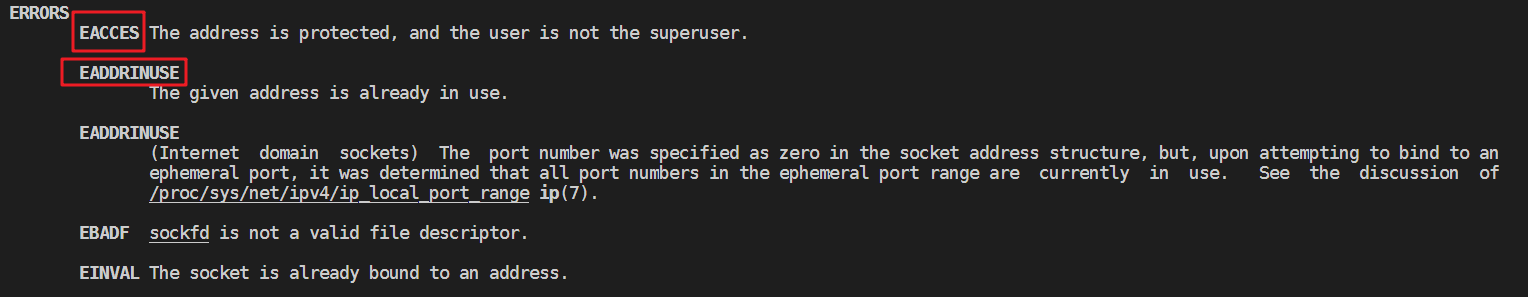 ERRORS
EACCES The address is protected, and the user is not the superuser.
EADDRINUSE
The given address is already in use.
EADDRINUSE
(Internet domain sockets) The port number was specified as zero in the socket address structure, but, upon attempting to bind to an
ephemeral port, it was determined that all port numbers in the ephemeral port range are currently in use. See the discussion of
/proc/sys/net/ipv4/ip_local_port_range ip(7).
EBADF sockfd is not a valid file descriptor.
EINVAL The socket is already bound to an address.